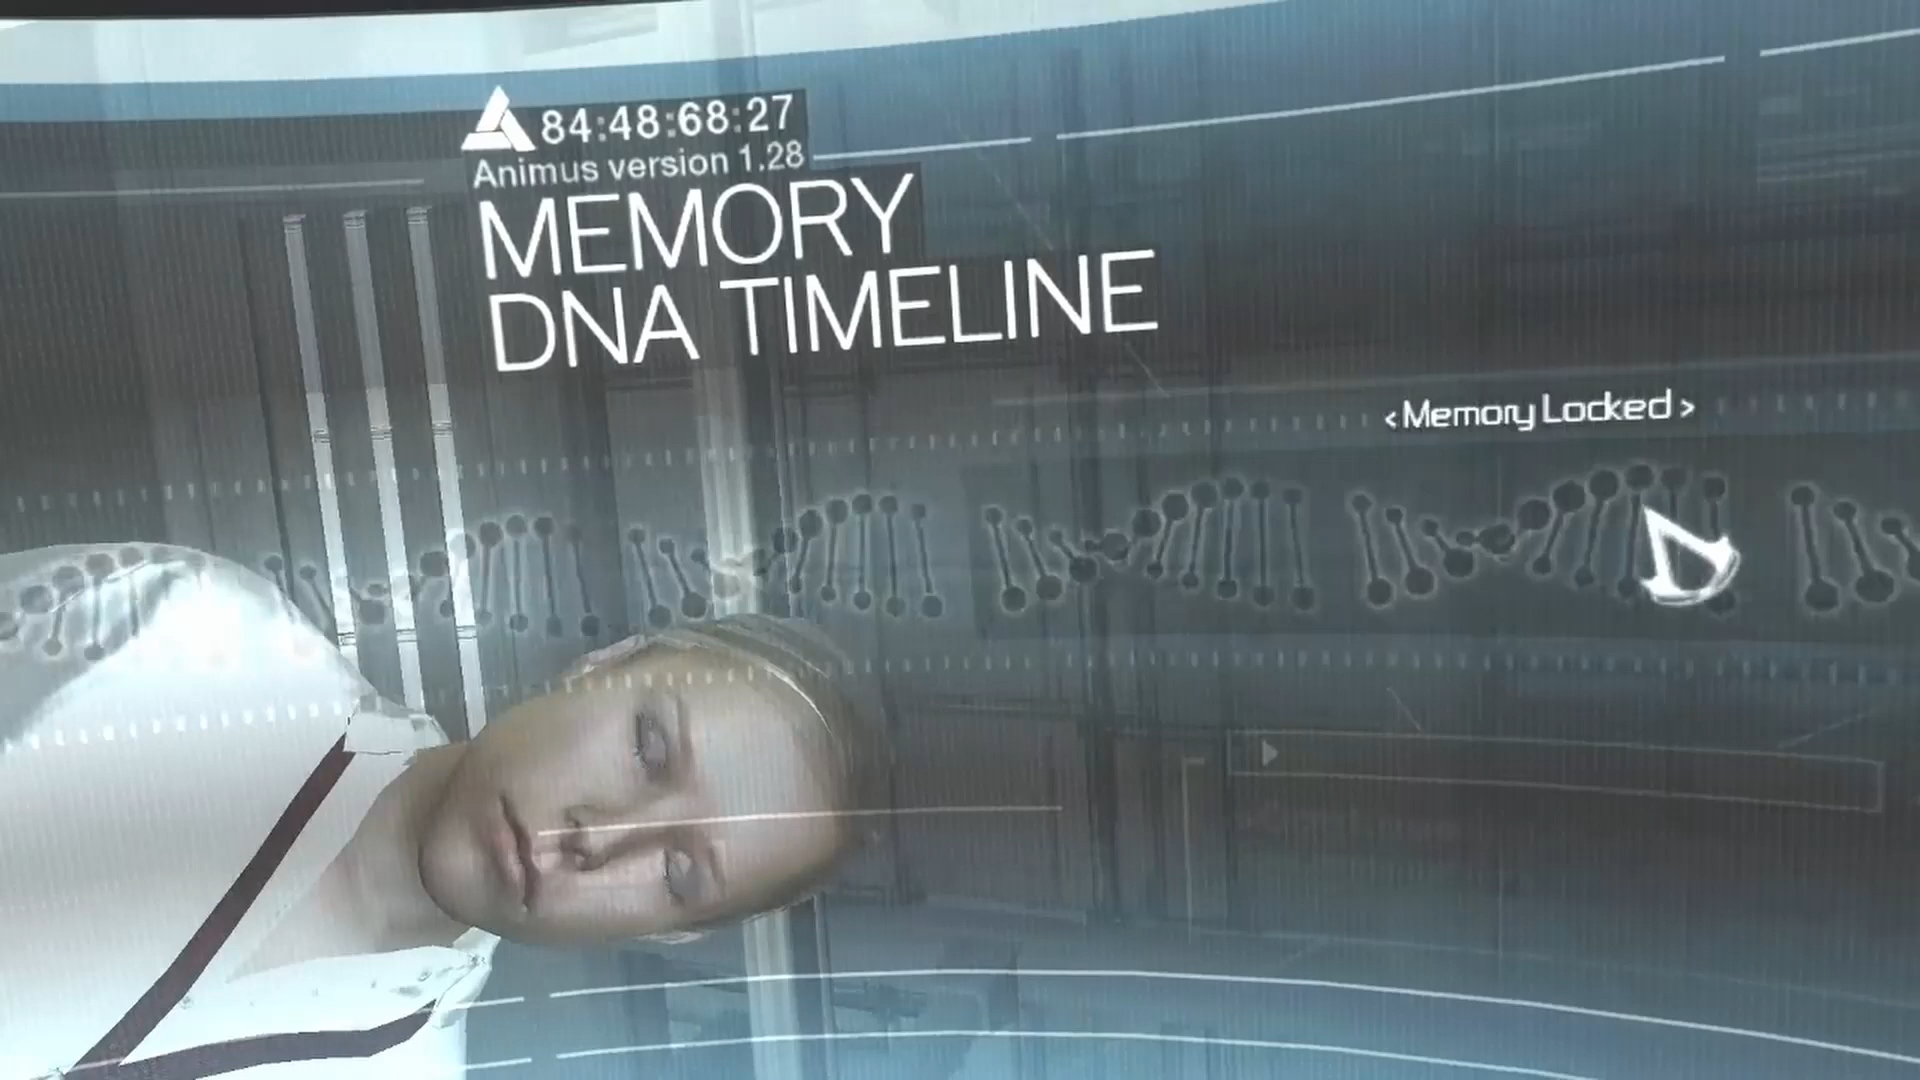 84:48:68:27
Animus version 1.28
MEMORY
DNA TIMELINE
<Memory Locked>